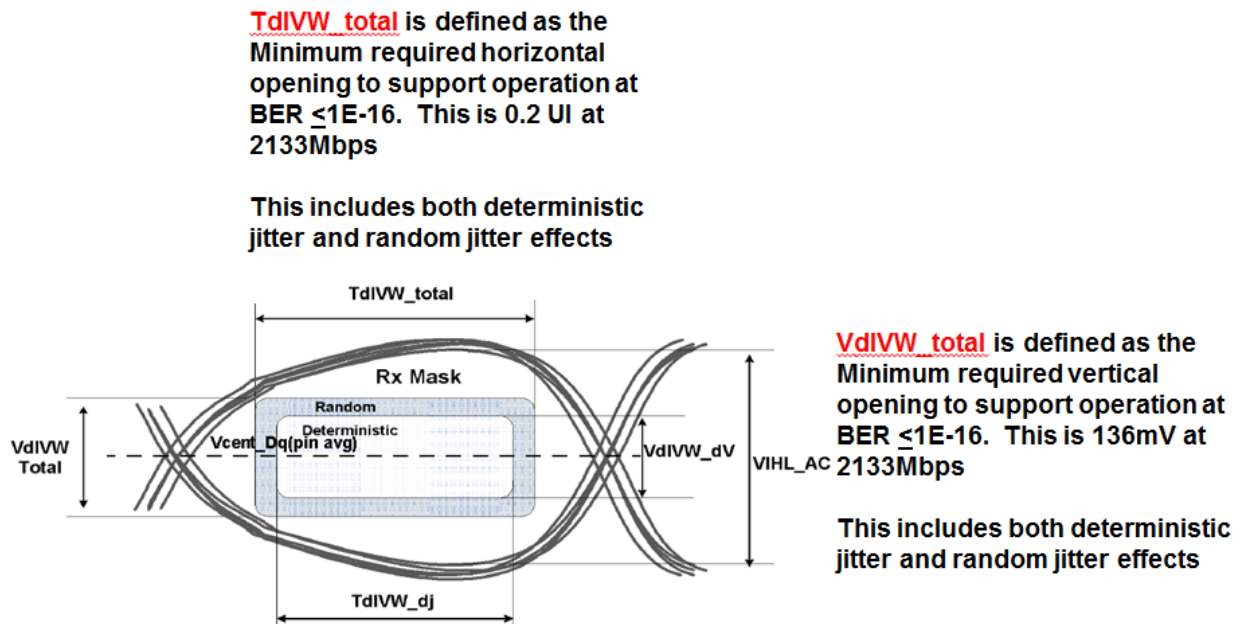 TdIVW_total is defined as the
Minimum required horizontal
opening to support operation at
BER ≤1E-16. This is 0.2 UI at
2133Mbps
This includes both deterministic
jitter and random jitter effects
TdIVW_total
Rx Mask
Random
Deterministic
Vcent_Dq(pin avg)
VdIVW
Total
VdIVW_dV
VIHL_AC
TdIVW_dj
VdIVW_total is defined as the
Minimum required vertical
opening to support operation at
BER ≤1E-16. This is 136mV at
2133Mbps
This includes both deterministic
jitter and random jitter effects